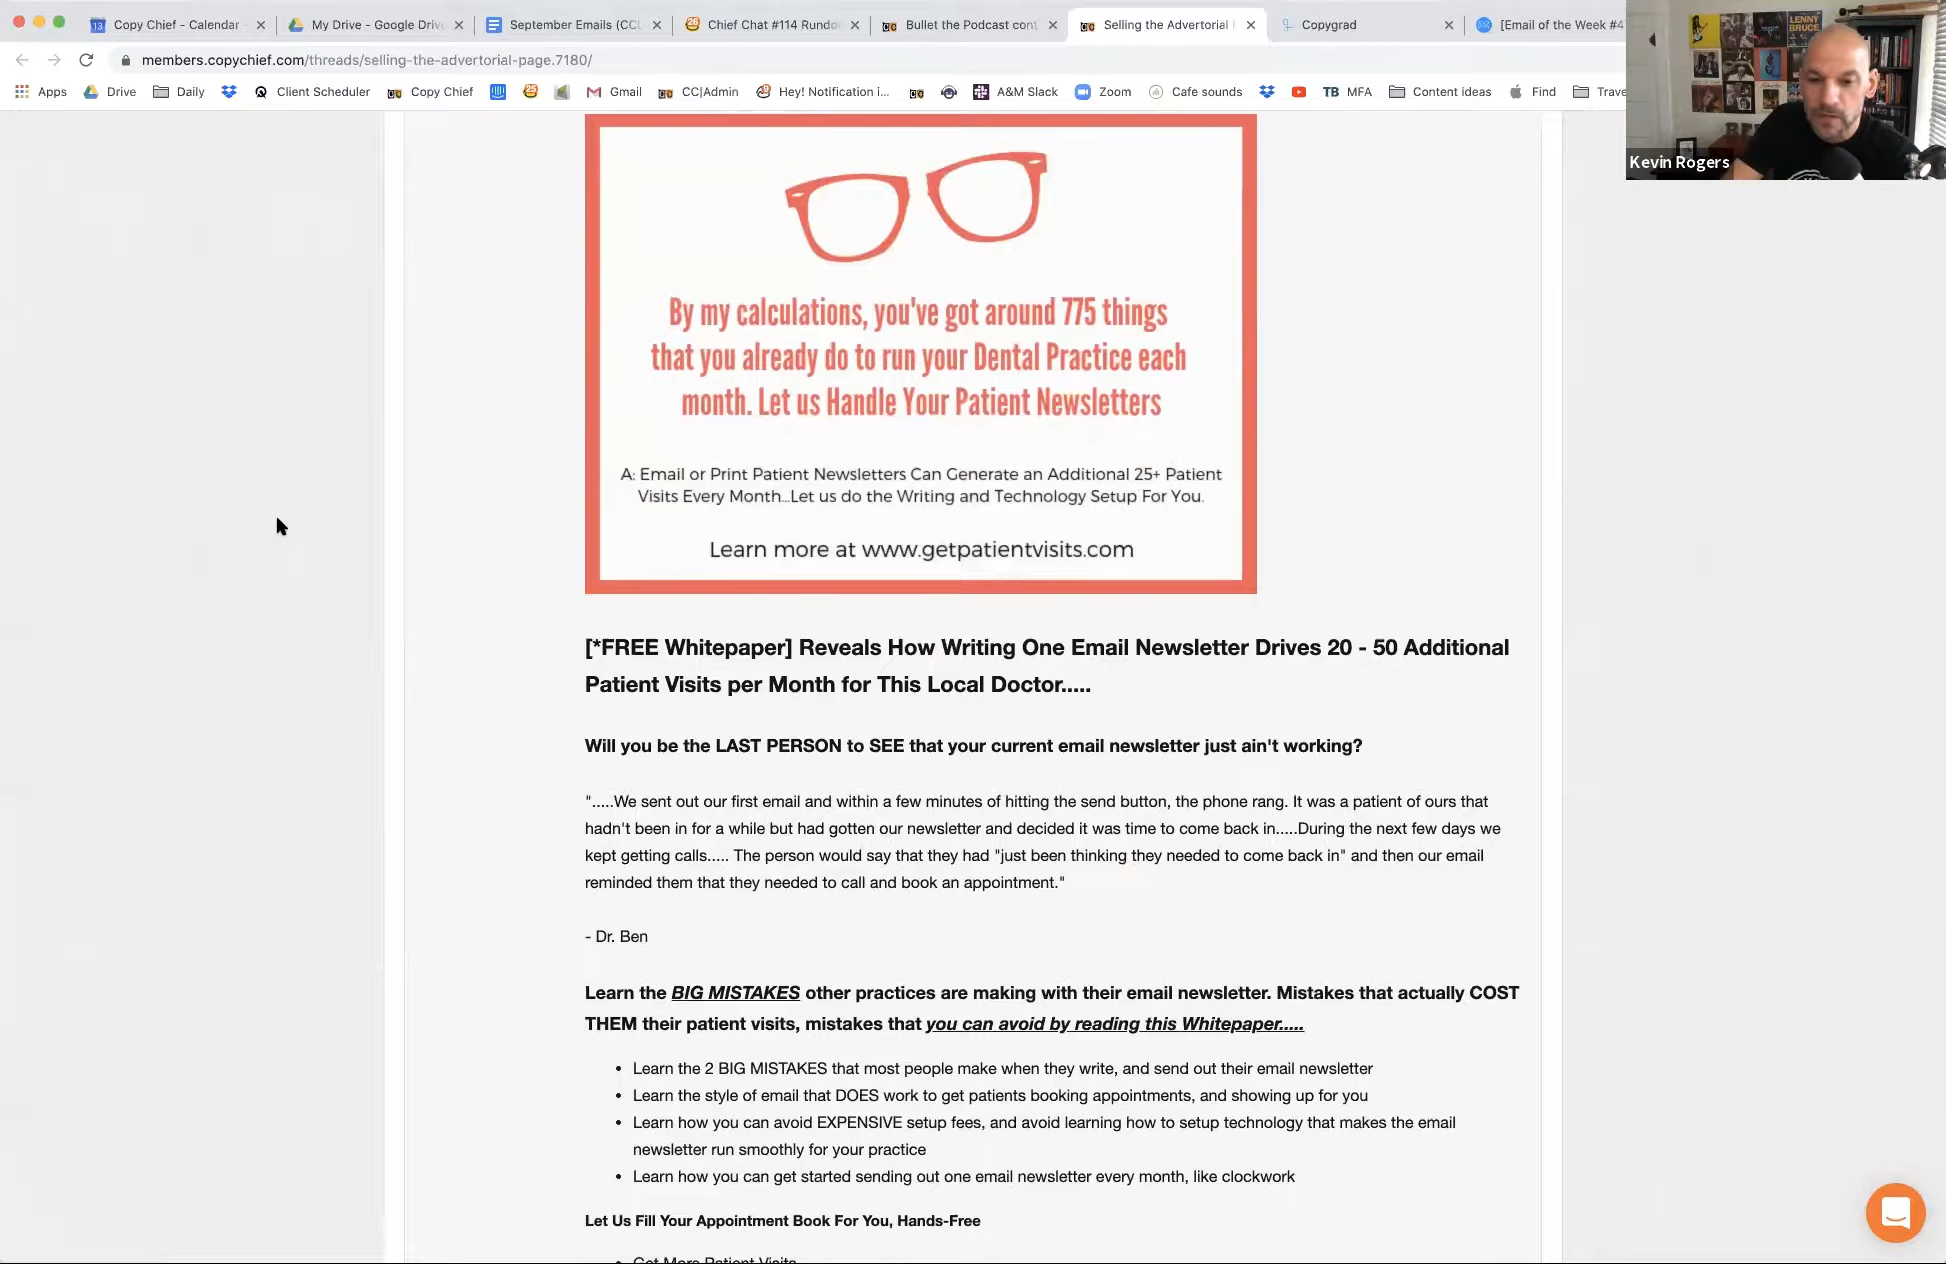 Copy Chief - Calendar -
My Drive - Google Driv
September Emails (CCL
Chief Chat #114 Rundo
Bullet the Podcast cont
Selling the Advertorial
Copygrad
[Email of the Week #4
members.copychief.com/threads/selling-the-advertorial-page.7180/
Apps
Drive
Daily
Client Scheduler
Copy Chief
Gmail
CC|Admin
Hey! Notification i...
A&M Slack
Zoom
Cafe sounds
TB MFA
Content ideas
Find
Trave
LENNY
BRUCE
Kevin Rogers
By my calculations, you've got around 775 things
that you already do to run your Dental Practice each
month. Let us Handle Your Patient Newsletters
A: Email or Print Patient Newsletters Can Generate an Additional 25+ Patient
Visits Every Month...Let us do the Writing and Technology Setup For You.
Learn more at www.getpatientvisits.com
[*FREE Whitepaper] Reveals How Writing One Email Newsletter Drives 20 - 50 Additional
Patient Visits per Month for This Local Doctor.....
Will you be the LAST PERSON to SEE that your current email newsletter just ain't working?
".....We sent out our first email and within a few minutes of hitting the send button, the phone rang. It was a patient of ours that
hadn't been in for a while but had gotten our newsletter and decided it was time to come back in.....During the next few days we
kept getting calls..... The person would say that they had "just been thinking they needed to come back in" and then our email
reminded them that they needed to call and book an appointment."
- Dr. Ben
Learn the BIG MISTAKES other practices are making with their email newsletter. Mistakes that actually COST
THEM their patient visits, mistakes that you can avoid by reading this Whitepaper.....
• Learn the 2 BIG MISTAKES that most people make when they write, and send out their email newsletter
• Learn the style of email that DOES work to get patients booking appointments, and showing up for you
• Learn how you can avoid EXPENSIVE setup fees, and avoid learning how to setup technology that makes the email
newsletter run smoothly for your practice
• Learn how you can get started sending out one email newsletter every month, like clockwork
Let Us Fill Your Appointment Book For You, Hands-Free
• Get More Patient Visits